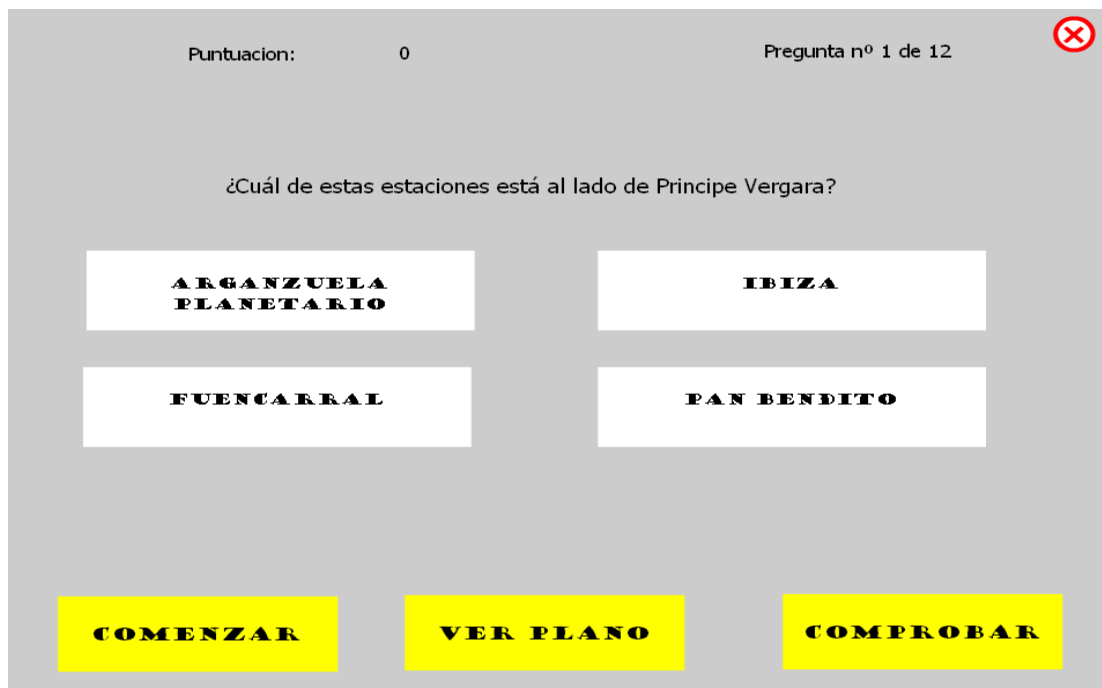 Puntuacion: 0 Pregunta nº 1 de 12
¿Cuál de estas estaciones está al lado de Principe Vergara?
ARGANZUELA
PLANETARIO
IBIZA
FUENCARRAL
PAN BENDITO
COMENZAR
VER PLANO
COMPROBAR